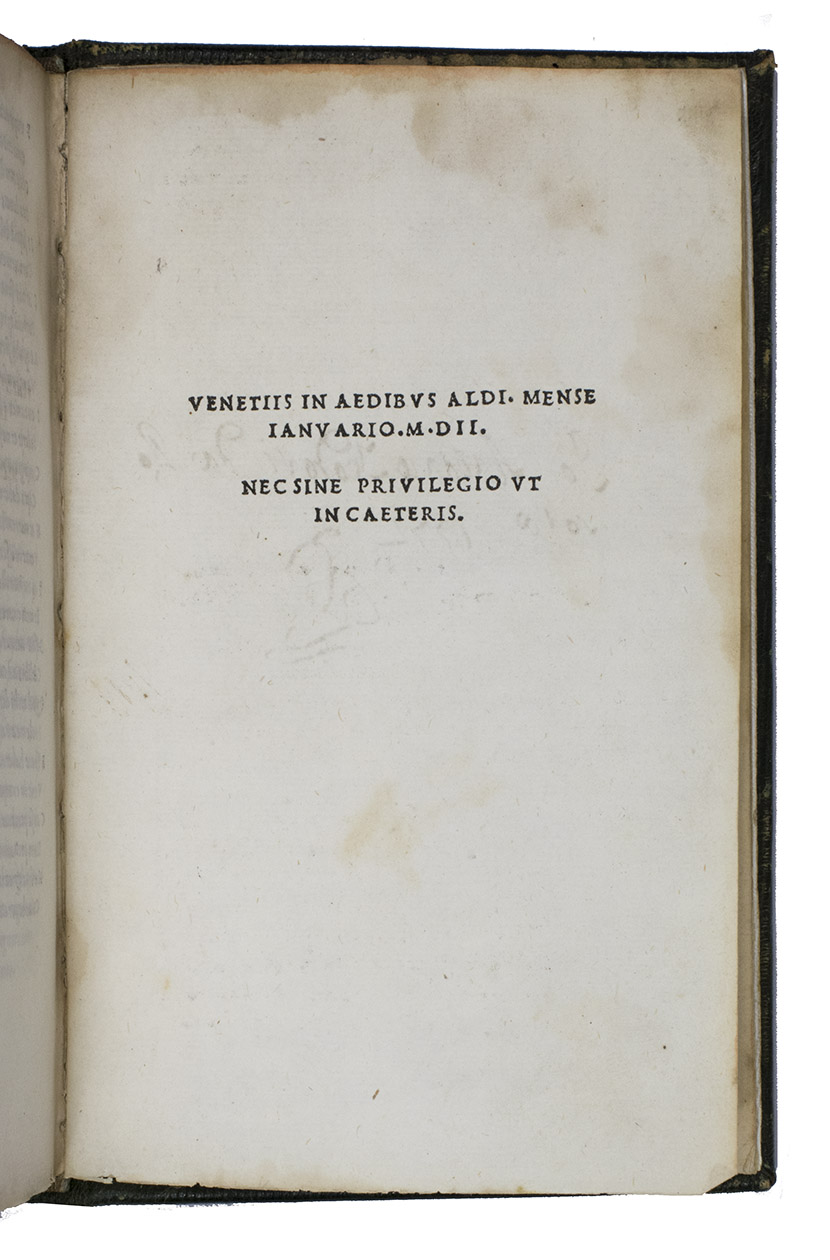 VENETIIS IN AEDIBVS ALDI. MENSE
IANVARIO.M.DII.
NEC SINE PRIVILEGIO VT
IN CAETERIS.